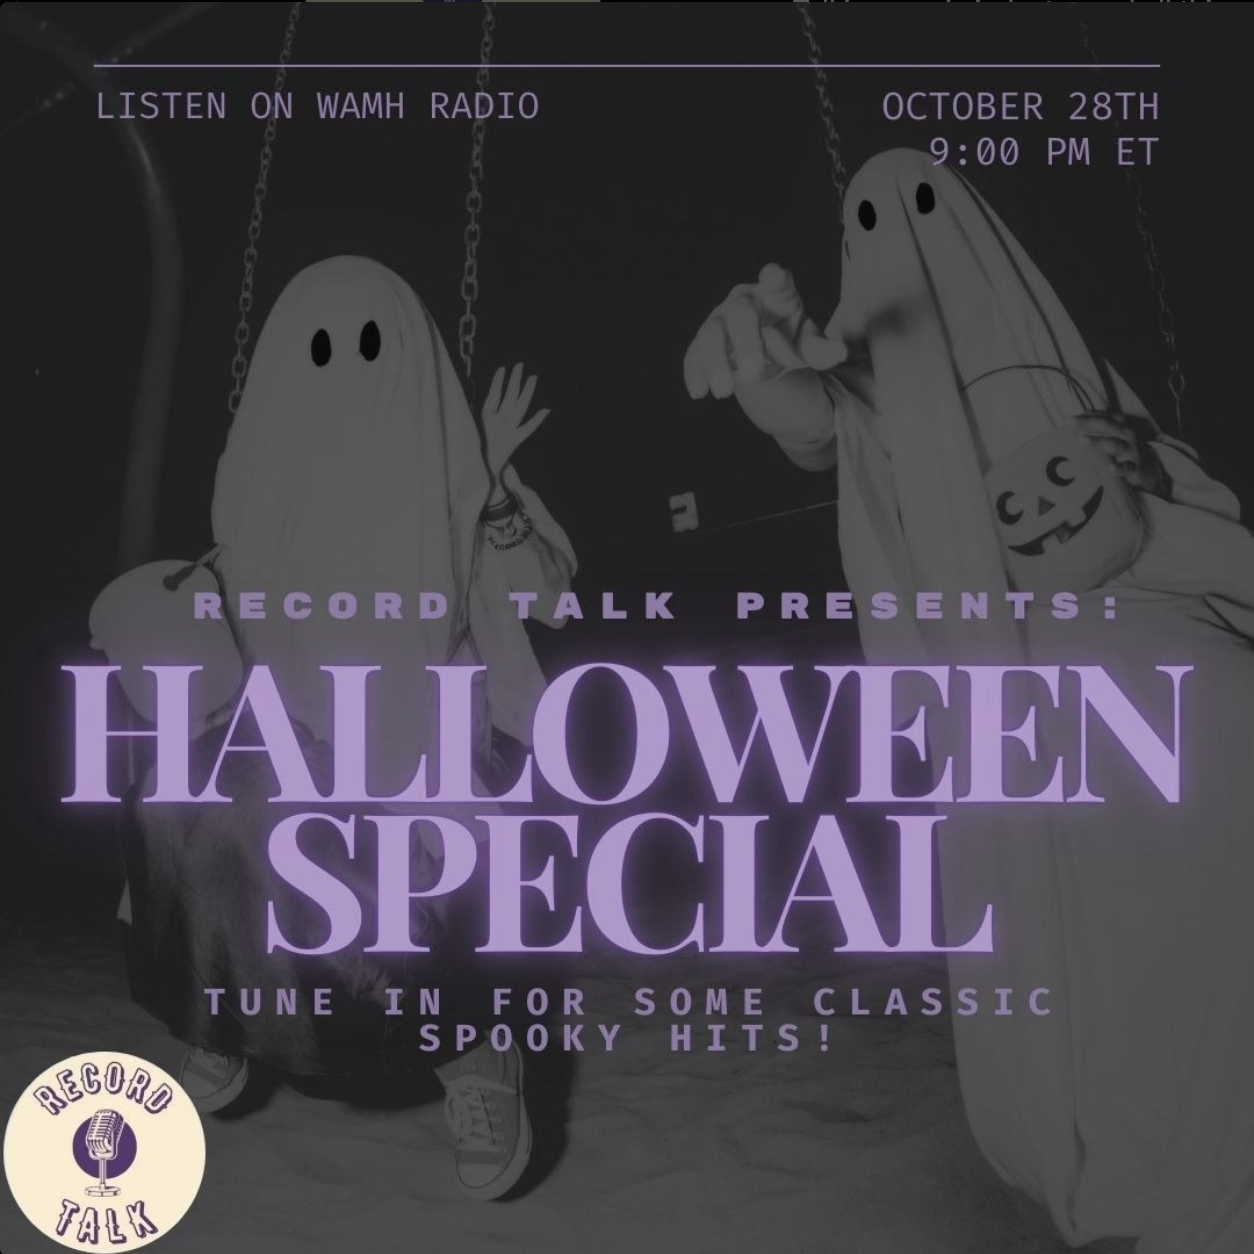 LISTEN ON WAMH RADIO
OCTOBER 28TH
9:00 PM ET
RECORD TALK PRESENTS:
HALLOWEEN
SPECIAL
TUNE IN FOR SOME CLASSIC
SPOOKY HITS!
RECORD
TALK